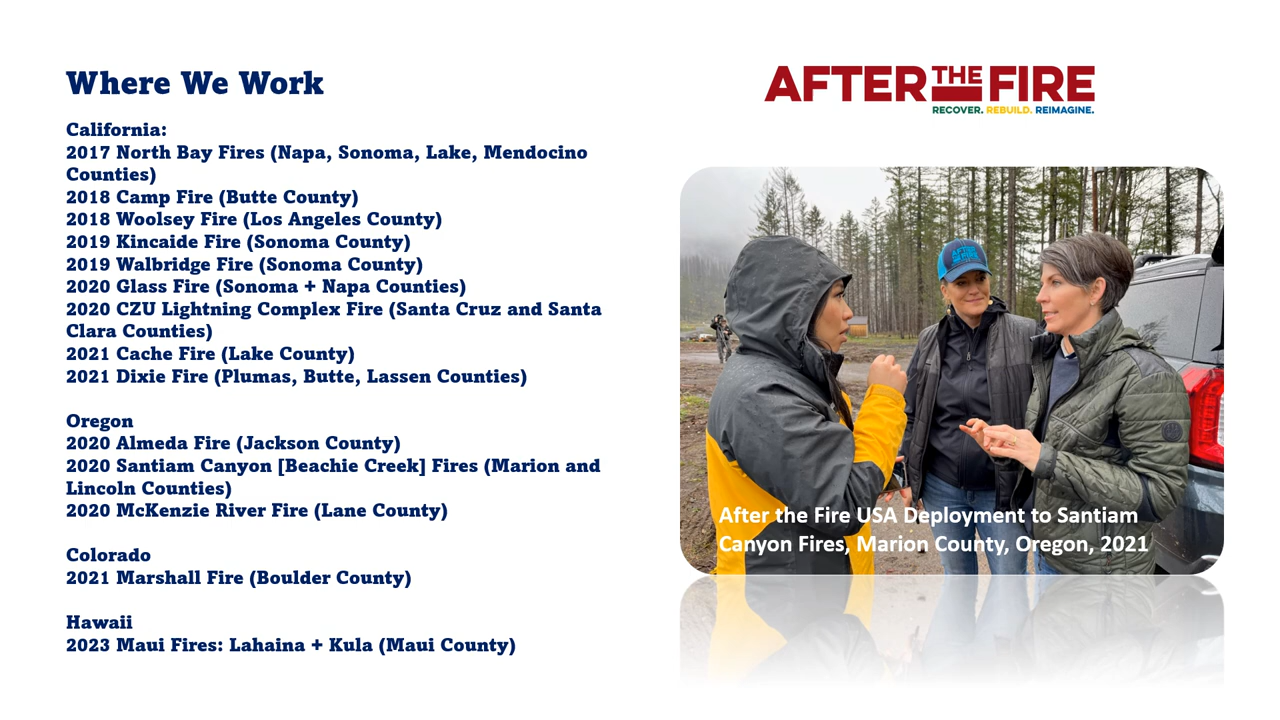 Where We Work
California:
2017 North Bay Fires (Napa, Sonoma, Lake, Mendocino
Counties)
2018 Camp Fire (Butte County)
2018 Woolsey Fire (Los Angeles County)
2019 Kincaide Fire (Sonoma County)
2019 Walbridge Fire (Sonoma County)
2020 Glass Fire (Sonoma + Napa Counties)
2020 CZU Lightning Complex Fire (Santa Cruz and Santa
Clara Counties)
2021 Cache Fire (Lake County)
2021 Dixie Fire (Plumas, Butte, Lassen Counties)
Oregon
2020 Almeda Fire (Jackson County)
2020 Santiam Canyon [Beachie Creek] Fires (Marion and
Lincoln Counties)
2020 McKenzie River Fire (Lane County)
Colorado
2021 Marshall Fire (Boulder County)
Hawaii
2023 Maui Fires: Lahaina + Kula (Maui County)
AFTER THE FIRE
RECOVER. REBUILD. REIMAGINE.
AFTER
THE FIRE
After the Fire USA Deployment to Santiam
Canyon Fires, Marion County, Oregon, 2021